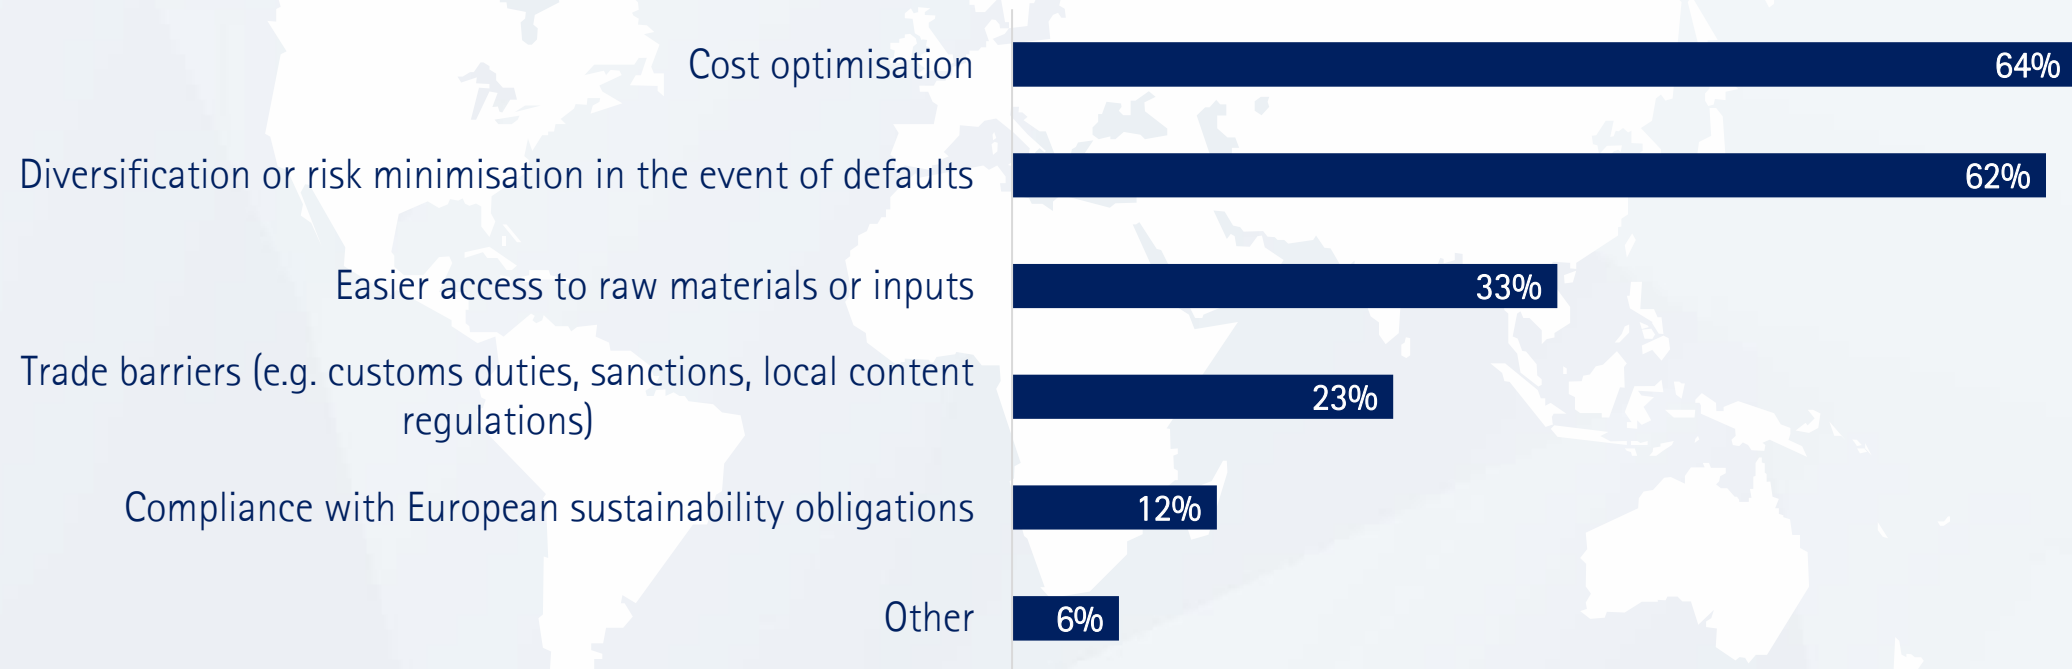 Cost optimisation 64%
Diversification or risk minimisation in the event of defaults 62%
Easier access to raw materials or inputs 33%
Trade barriers (e.g. customs duties, sanctions, local content
regulations) 23%
Compliance with European sustainability obligations 12%
Other 6%